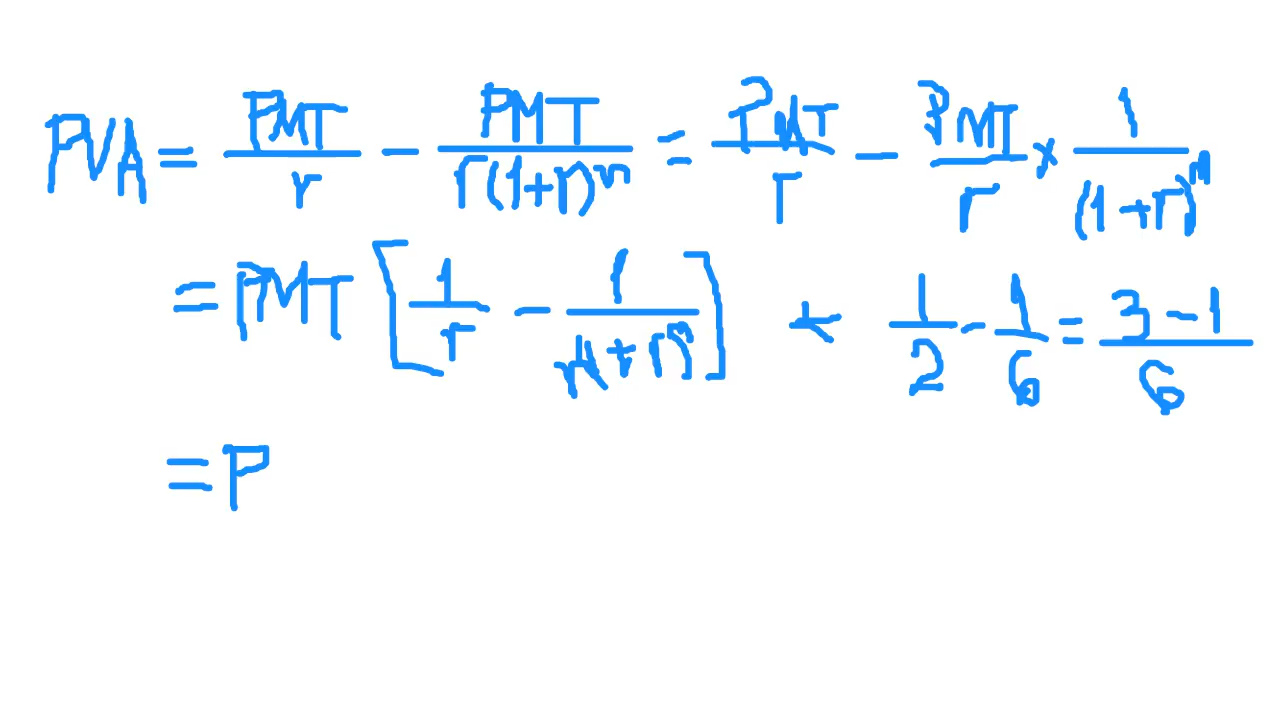 PVA = PMT/r − PMT/r(1+r)^n = PMT/r − PMT/r × 1/(1+r)^n
= PMT [1/r − 1/r(1+r)^n] 1/2 − 1/6 = 3−1/6
= P